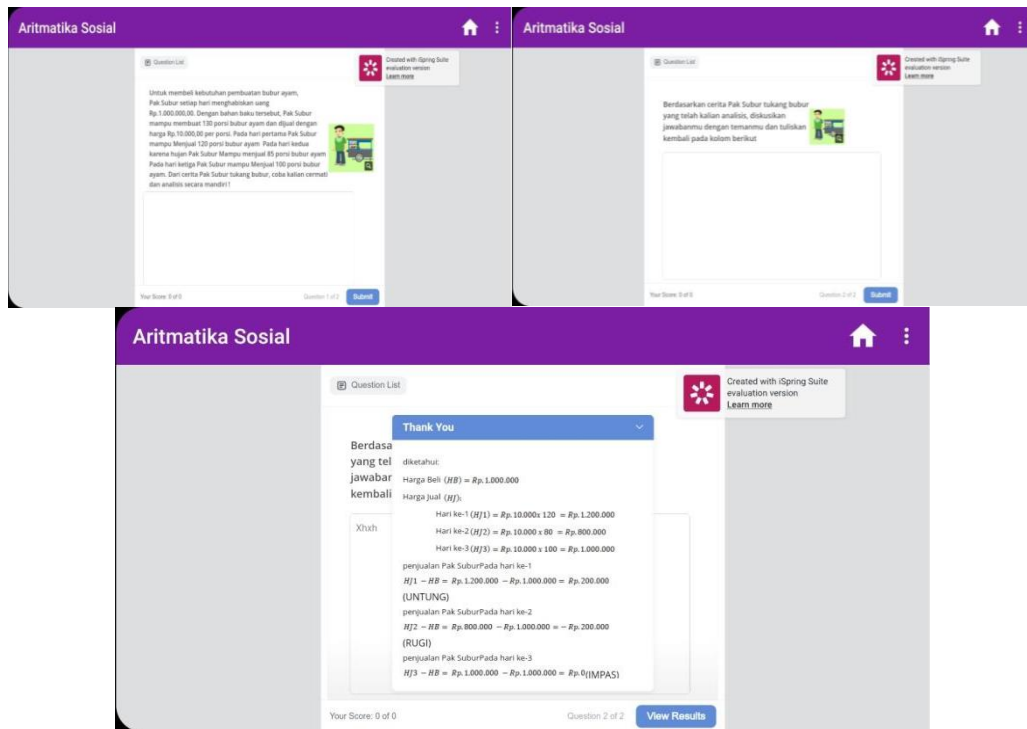 Aritmatika Sosial
Question List
Created with iSpring Suite
evaluation version
Learn more
Untuk membeli kebutuhan pembuatan bubur ayam,
Pak Subur setiap hari menghabiskan uang
Rp.1.000.000,00. Dengan bahan baku tersebut, Pak Subur
mampu membuat 130 porsi bubur ayam dan dijual dengan
harga Rp.10.000,00 per porsi. Pada hari pertama Pak Subur
mampu Menjual 120 porsi bubur ayam Pada hari kedua
karena hujan Pak Subur Mampu menjual 85 porsi bubur ayam
Pada hari ketiga Pak Subur mampu Menjual 100 porsi bubur
ayam. Dari cerita Pak Subur tukang bubur, coba kalian cermati
dan analisis secara mandiri !
Your Score: 0 of 0
Question 1 of 2
Submit
Aritmatika Sosial
Question List
Created with iSpring Suite
evaluation version
Learn more
Berdasarkan cerita Pak Subur tukang bubur
yang telah kalian analisis, diskusikan
jawabanmu dengan temanmu dan tuliskan
kembali pada kolom berikut
Your Score: 0 of 0
Question 2 of 2
Submit
Aritmatika Sosial
Question List
Created with iSpring Suite
evaluation version
Learn more
Berdasa
yang tel
jawabar
kembali
Xhxh
Thank You
diketahui:
Harga Beli (HB) = Rp. 1.000.000
Harga Jual (HJ):
Hari ke-1 (HJ1) = Rp. 10.000x 120 = Rp. 1.200.000
Hari ke-2 (HJ2) = Rp. 10.000 x 80 = Rp. 800.000
Hari ke-3 (HJ3) = Rp. 10.000 x 100 = Rp. 1.000.000
penjualan Pak SuburPada hari ke-1
HJ1 − HB = Rp. 1.200.000 − Rp. 1.000.000 = Rp. 200.000
(UNTUNG)
penjualan Pak SuburPada hari ke-2
HJ2 − HB = Rp. 800.000 − Rp. 1.000.000 = − Rp. 200.000
(RUGI)
penjualan Pak SuburPada hari ke-3
HJ3 − HB = Rp. 1.000.000 − Rp. 1.000.000 = Rp. 0(IMPAS)
Your Score: 0 of 0
Question 2 of 2
View Results